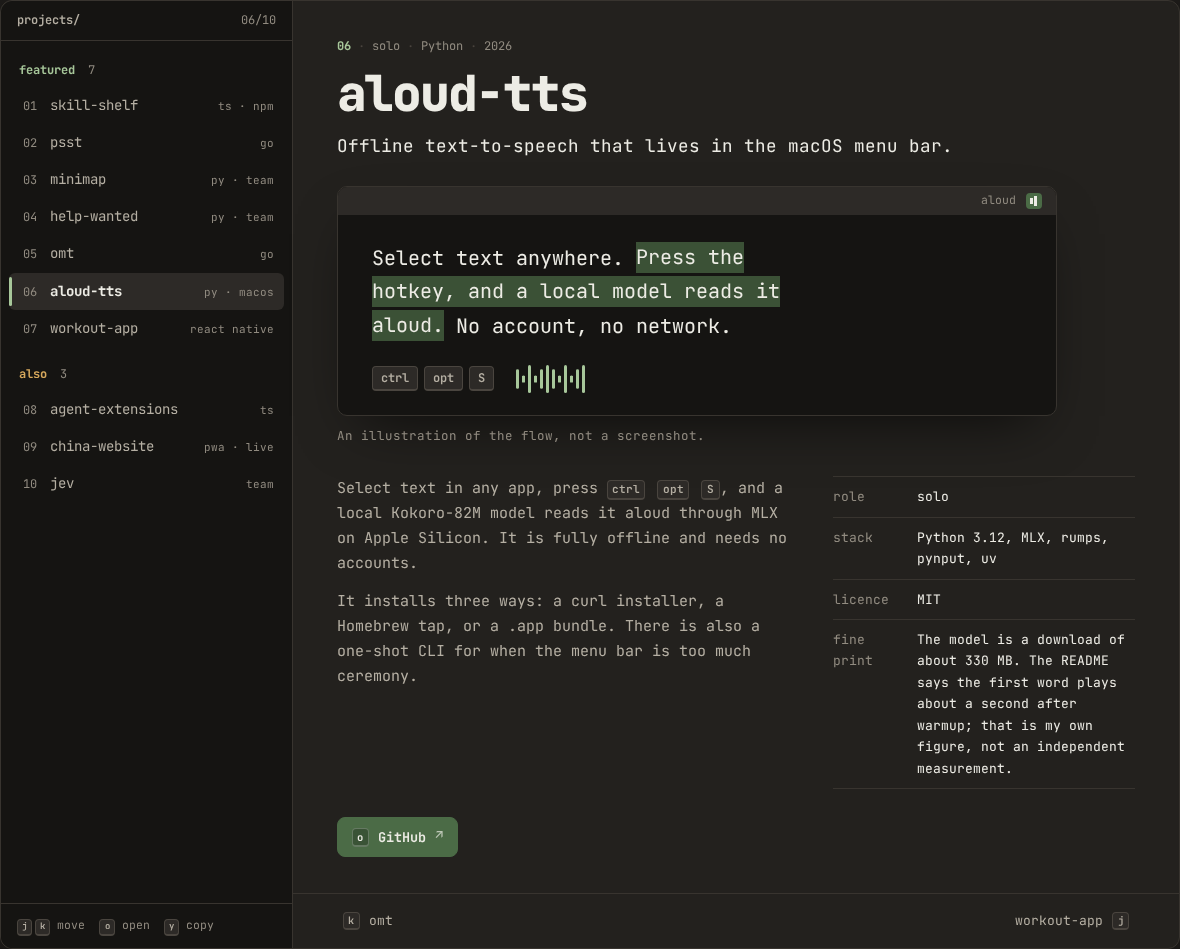 projects/ 06/10
featured 7
01 skill-shelf ts · npm
02 psst go
03 minimap py · team
04 help-wanted py · team
05 omt go
06 aloud-tts py · macos
07 workout-app react native
also 3
08 agent-extensions ts
09 china-website pwa · live
10 jev team
j k move o open y copy
06 · solo · Python · 2026
aloud-tts
Offline text-to-speech that lives in the macOS menu bar.
aloud
Select text anywhere. Press the
hotkey, and a local model reads it
aloud. No account, no network.
ctrl opt S
An illustration of the flow, not a screenshot.
Select text in any app, press ctrl opt S, and a
local Kokoro-82M model reads it aloud through MLX
on Apple Silicon. It is fully offline and needs no
accounts.
It installs three ways: a curl installer, a
Homebrew tap, or a .app bundle. There is also a
one-shot CLI for when the menu bar is too much
ceremony.
role solo
stack Python 3.12, MLX, rumps,
pynput, uv
licence MIT
fine The model is a download of
print about 330 MB. The README
says the first word plays
about a second after
warmup; that is my own
figure, not an independent
measurement.
o GitHub ↗
k omt
workout-app j